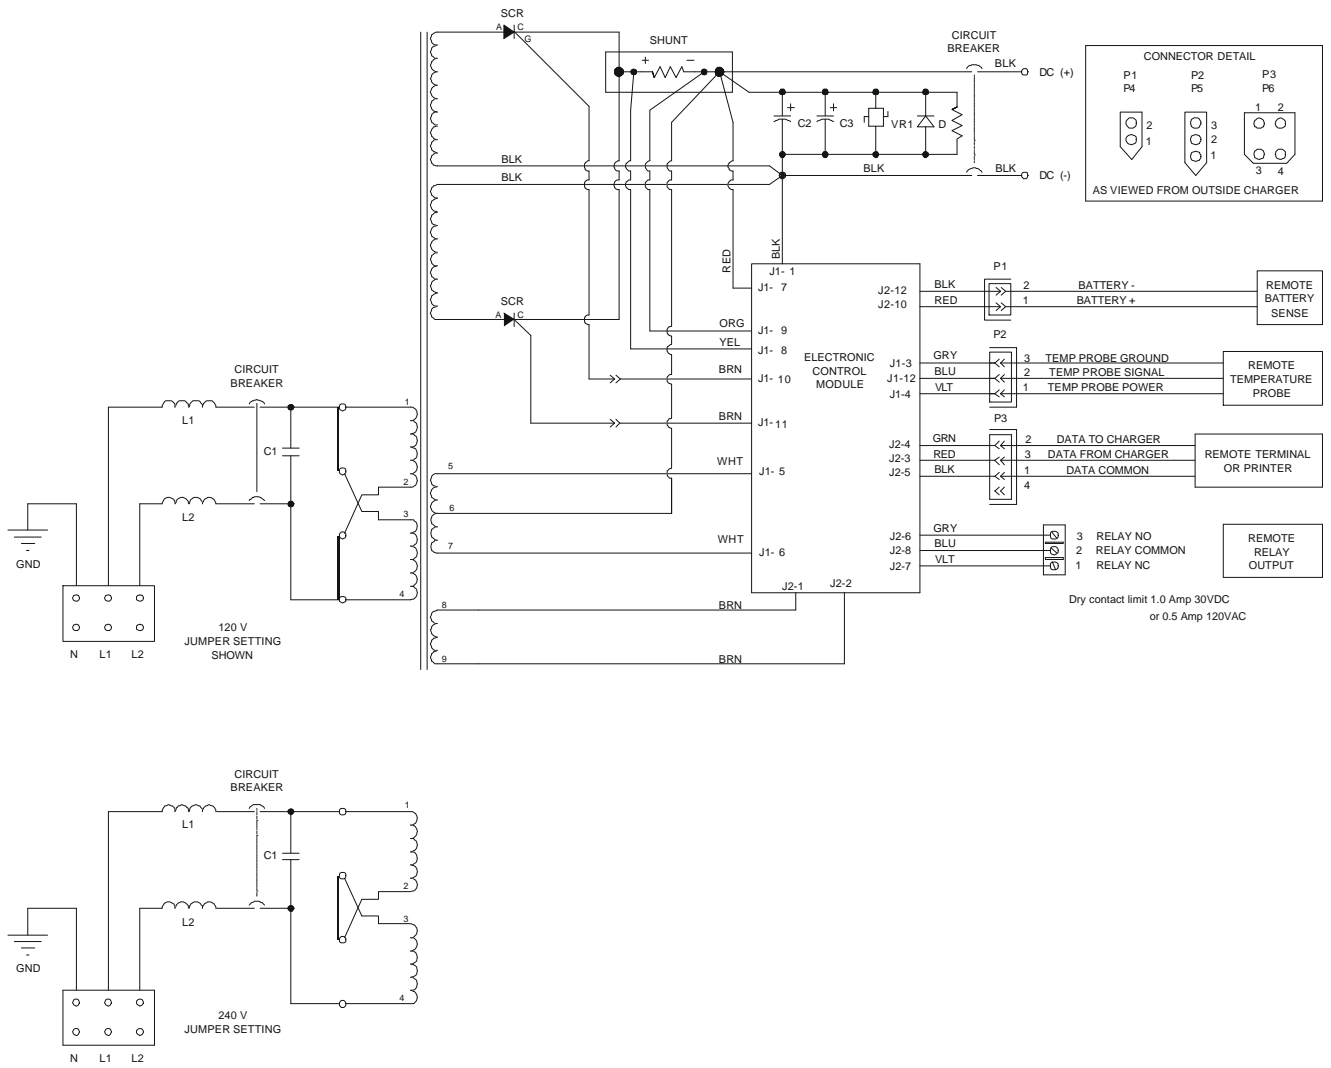 SCR
A C
G
SHUNT
+ −
CIRCUIT
BREAKER
BLK
DC (+)
+
C2
+
C3
VR1
D
BLK
BLK
BLK
BLK
DC (-)
CONNECTOR DETAIL
P1 P2 P3
P4 P5 P6
2
1
3
2
1
1 2
3 4
AS VIEWED FROM OUTSIDE CHARGER
SCR
A C
RED
BLK
J1- 1
J1- 7
ORG
J1- 9
YEL
J1- 8
BRN
J1- 10
BRN
J1- 11
WHT
J1- 5
WHT
J1- 6
J2-1
J2-2
BRN
BRN
ELECTRONIC
CONTROL
MODULE
P1
J2-12 BLK 2 BATTERY -
J2-10 RED 1 BATTERY +
REMOTE
BATTERY
SENSE
P2
J1-3 GRY 3 TEMP PROBE GROUND
J1-12 BLU 2 TEMP PROBE SIGNAL
J1-4 VLT 1 TEMP PROBE POWER
REMOTE
TEMPERATURE
PROBE
P3
J2-4 GRN 2 DATA TO CHARGER
J2-3 RED 3 DATA FROM CHARGER
J2-5 BLK 1 DATA COMMON
4
REMOTE TERMINAL
OR PRINTER
J2-6 GRY 3 RELAY NO
J2-8 BLU 2 RELAY COMMON
J2-7 VLT 1 RELAY NC
REMOTE
RELAY
OUTPUT
Dry contact limit 1.0 Amp 30VDC
or 0.5 Amp 120VAC
CIRCUIT
BREAKER
L1
C1
L2
GND
N L1 L2
120 V
JUMPER SETTING
SHOWN
1
2
3
4
5
6
7
8
9
CIRCUIT
BREAKER
L1
C1
L2
GND
N L1 L2
240 V
JUMPER SETTING
1
2
3
4